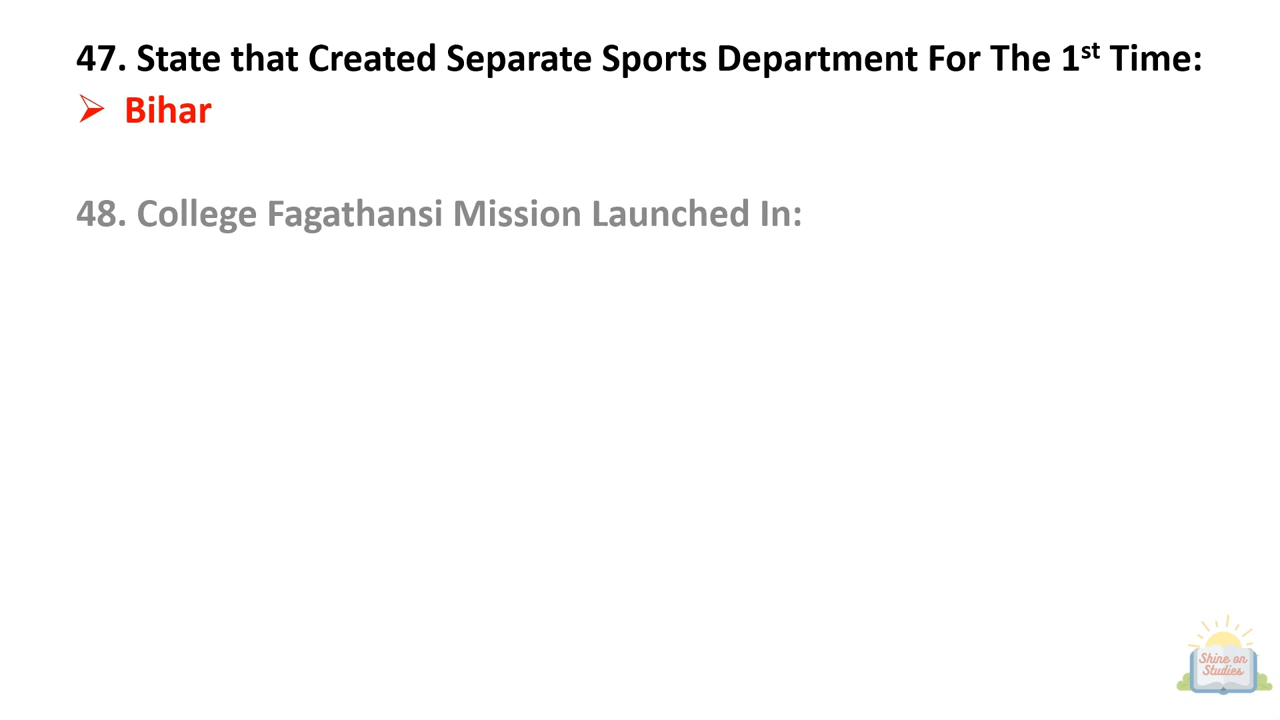 47. State that Created Separate Sports Department For The 1st Time:
➢ Bihar
48. College Fagathansi Mission Launched In:
Shine on
Studies